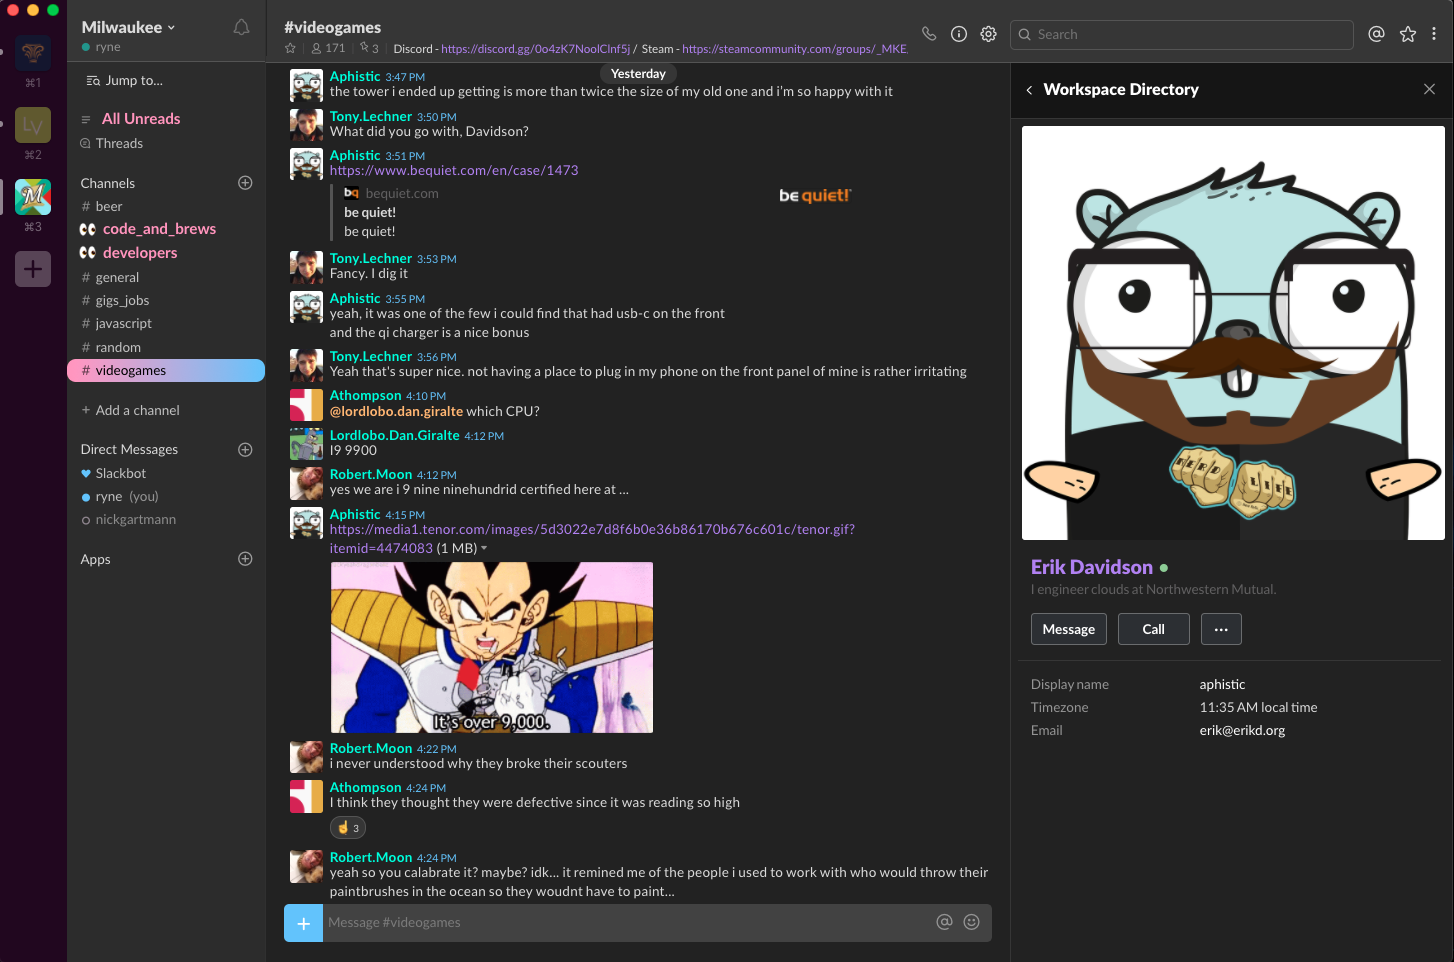 ⌘1
LV
⌘2
M
⌘3
Milwaukee
ryne
Jump to...
All Unreads
Threads
Channels
# beer
code_and_brews
developers
# general
# gigs_jobs
# javascript
# random
# videogames
+ Add a channel
Direct Messages
Slackbot
ryne (you)
nickgartmann
Apps
#videogames
171 | 3 | Discord - https://discord.gg/0o4zK7NoolClnf5j / Steam - https://steamcommunity.com/groups/_MKE
Search
Yesterday
Aphistic 3:47 PM
the tower i ended up getting is more than twice the size of my old one and i'm so happy with it
Tony.Lechner 3:50 PM
What did you go with, Davidson?
Aphistic 3:51 PM
https://www.bequiet.com/en/case/1473
bq bequiet.com
be quiet!
be quiet!
be quiet!
Tony.Lechner 3:53 PM
Fancy. I dig it
Aphistic 3:55 PM
yeah, it was one of the few i could find that had usb-c on the front
and the qi charger is a nice bonus
Tony.Lechner 3:56 PM
Yeah that's super nice. not having a place to plug in my phone on the front panel of mine is rather irritating
Athompson 4:10 PM
@lordlobo.dan.giralte which CPU?
Lordlobo.Dan.Giralte 4:12 PM
I9 9900
Robert.Moon 4:12 PM
yes we are i 9 nine ninehundrid certified here at ...
Aphistic 4:15 PM
https://media1.tenor.com/images/5d3022e7d8f6b0e36b86170b676c601c/tenor.gif?
itemid=4474083 (1 MB)
It's over 9,000.
Robert.Moon 4:22 PM
i never understood why they broke their scouters
Athompson 4:24 PM
I think they thought they were defective since it was reading so high
3
Robert.Moon 4:24 PM
yeah so you calabrate it? maybe? idk... it remined me of the people i used to work with who would throw their
paintbrushes in the ocean so they woudnt have to paint...
Message #videogames
Workspace Directory
NERD LIFE
Erik Davidson
I engineer clouds at Northwestern Mutual.
Message
Call
...
Display name aphistic
Timezone 11:35 AM local time
Email erik@erikd.org